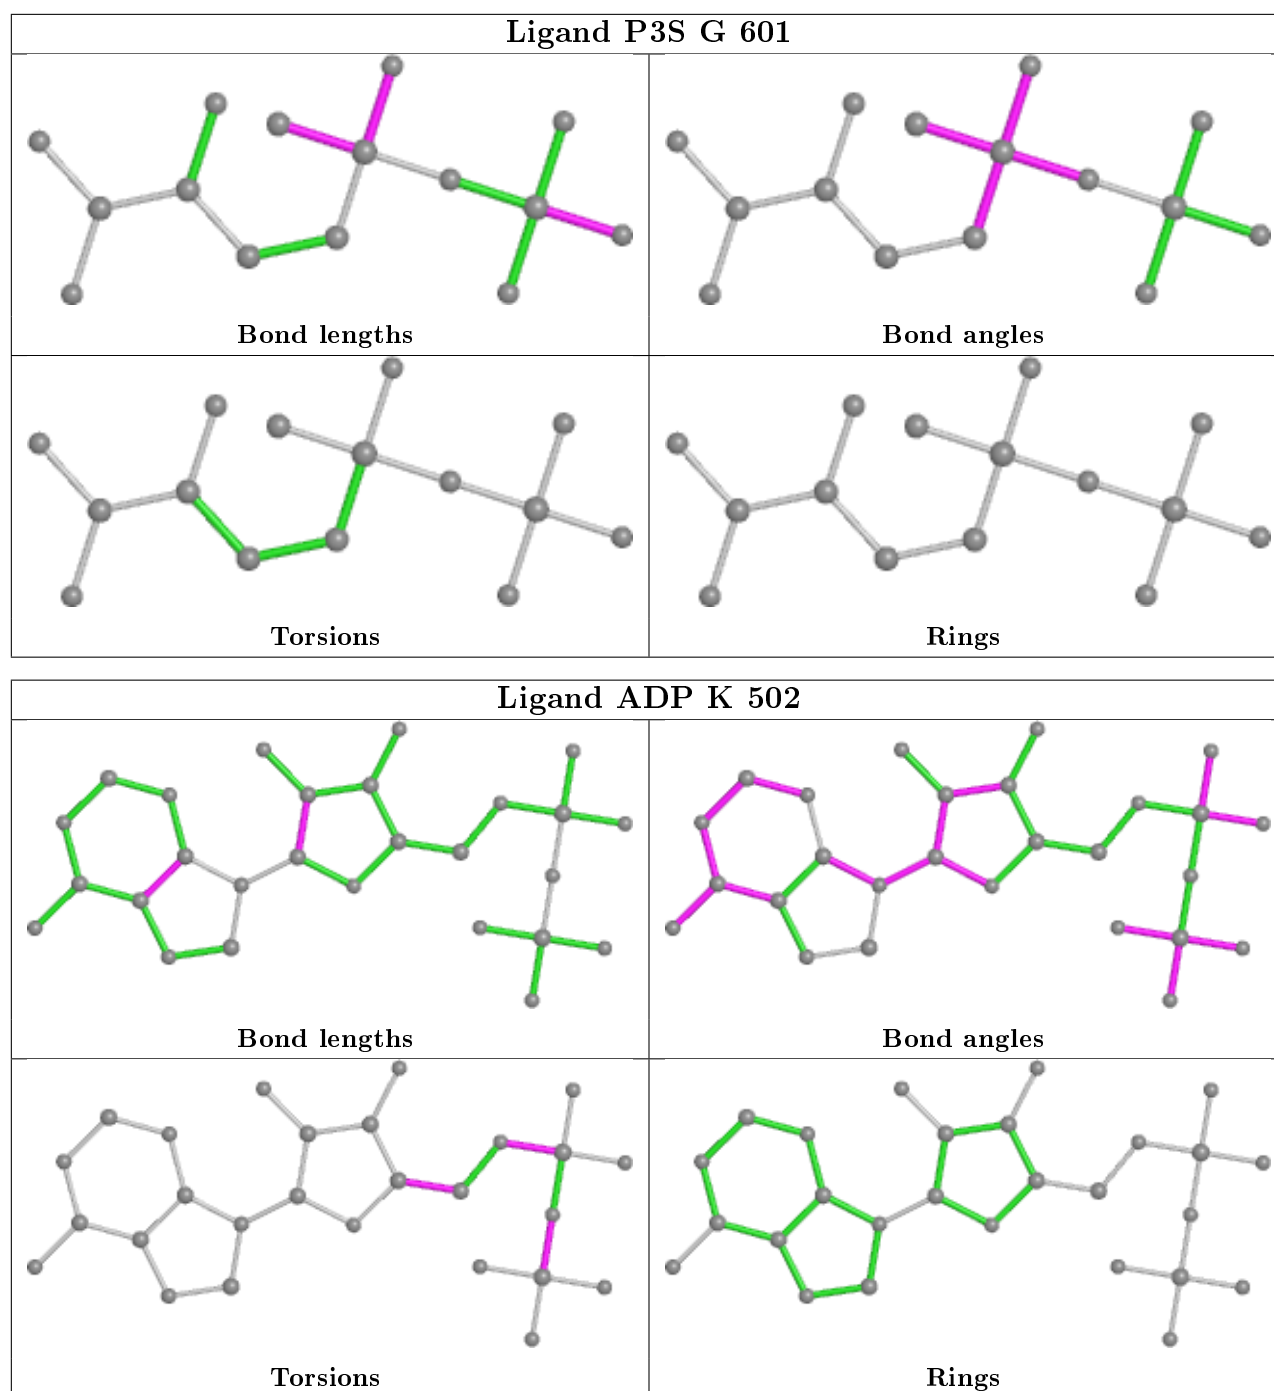 Ligand P3S G 601
Bond lengths
Bond angles
Torsions
Rings
Ligand ADP K 502
Bond lengths
Bond angles
Torsions
Rings